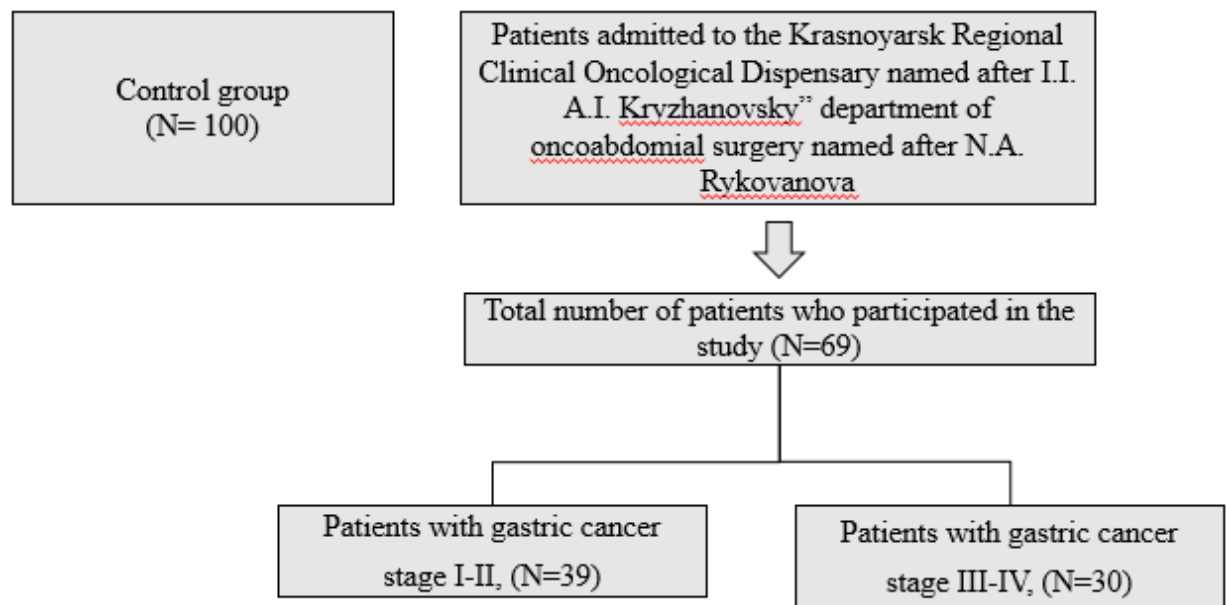 Control group
(N= 100)
Patients admitted to the Krasnoyarsk Regional
Clinical Oncological Dispensary named after I.I.
A.I. Kryzhanovsky” department of
oncoabdomial surgery named after N.A.
Rykovanova
Total number of patients who participated in the
study (N=69)
Patients with gastric cancer
stage I-II, (N=39)
Patients with gastric cancer
stage III-IV, (N=30)